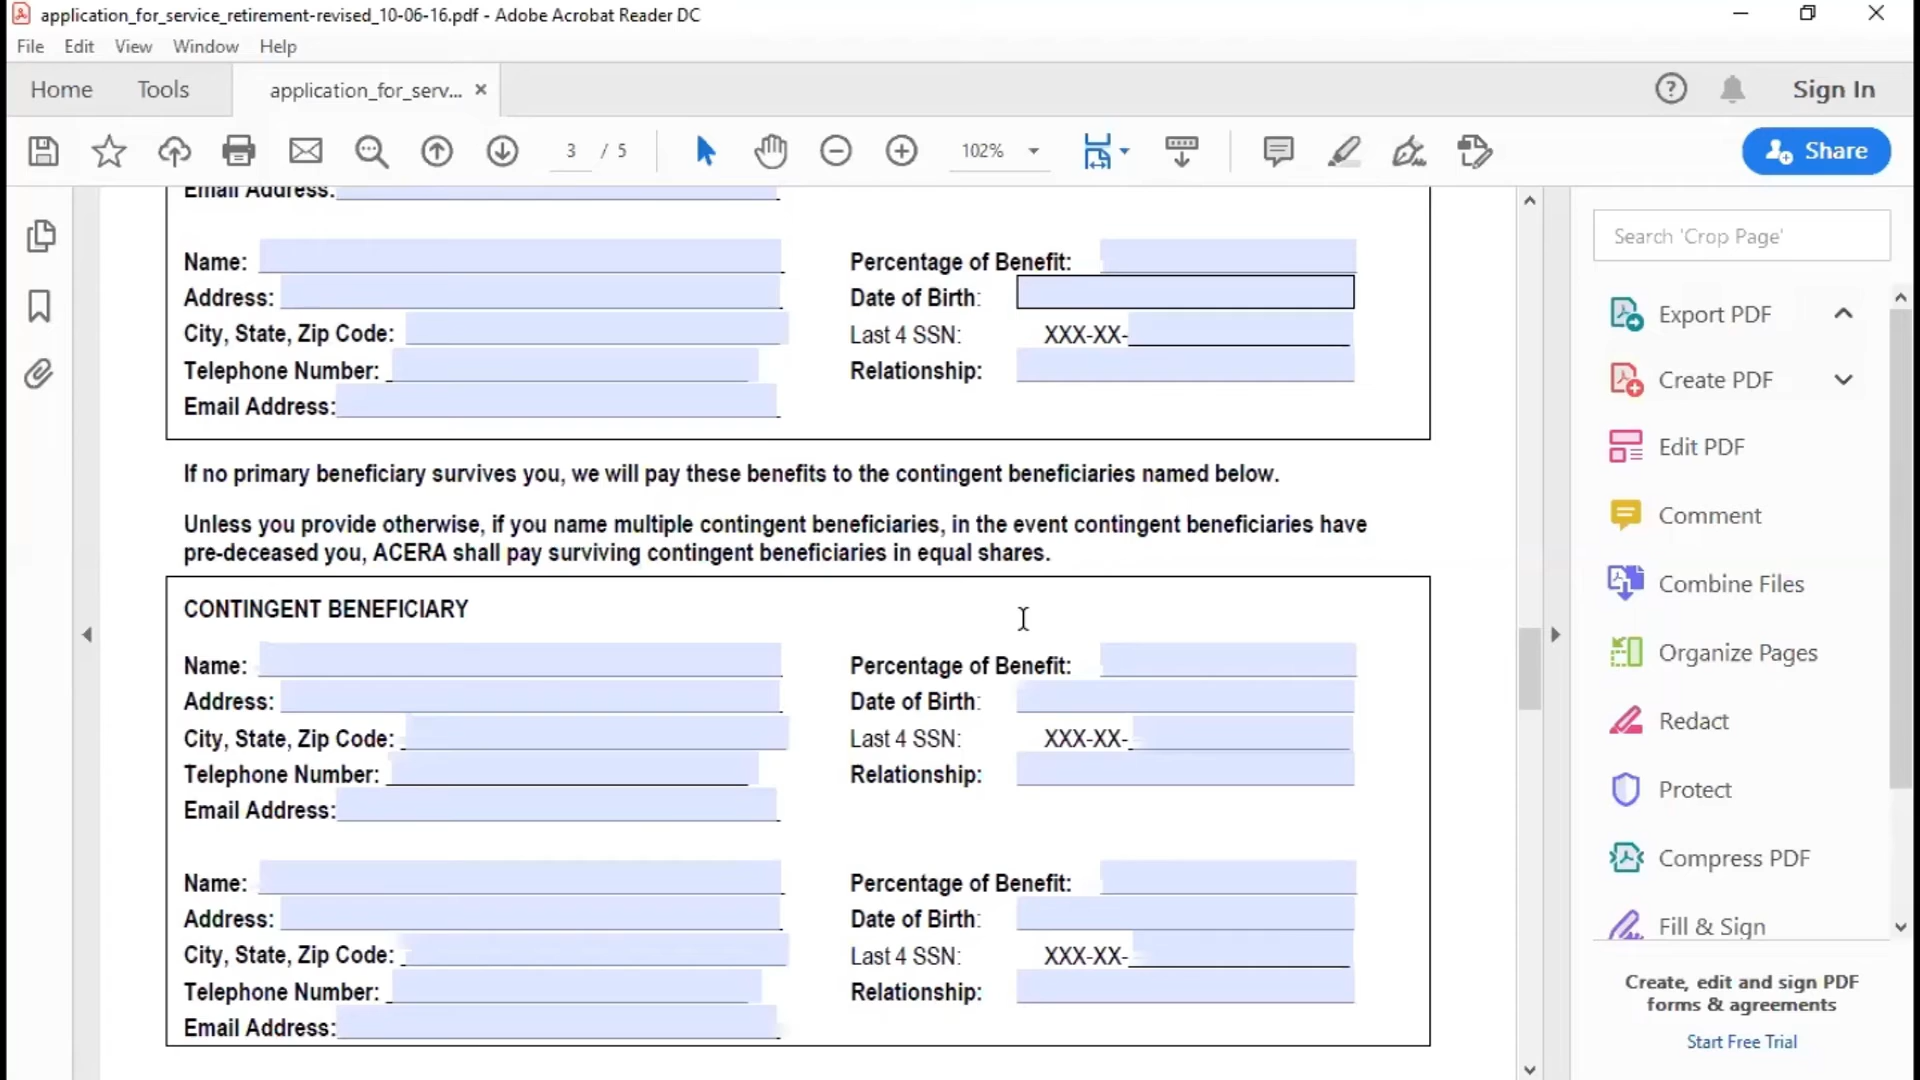 application_for_service_retirement-revised_10-06-16.pdf - Adobe Acrobat Reader DC
File Edit View Window Help
Home Tools application_for_serv... Sign In
3 / 5 102% Share
Email Address:
Name: Percentage of Benefit:
Address: Date of Birth:
City, State, Zip Code: Last 4 SSN: XXX-XX-
Telephone Number: Relationship:
Email Address:
If no primary beneficiary survives you, we will pay these benefits to the contingent beneficiaries named below.
Unless you provide otherwise, if you name multiple contingent beneficiaries, in the event contingent beneficiaries have
pre-deceased you, ACERA shall pay surviving contingent beneficiaries in equal shares.
CONTINGENT BENEFICIARY
Name: Percentage of Benefit:
Address: Date of Birth:
City, State, Zip Code: Last 4 SSN: XXX-XX-
Telephone Number: Relationship:
Email Address:
Name: Percentage of Benefit:
Address: Date of Birth:
City, State, Zip Code: Last 4 SSN: XXX-XX-
Telephone Number: Relationship:
Email Address:
Search 'Crop Page'
Export PDF
Create PDF
Edit PDF
Comment
Combine Files
Organize Pages
Redact
Protect
Compress PDF
Fill & Sign
Create, edit and sign PDF
forms & agreements
Start Free Trial